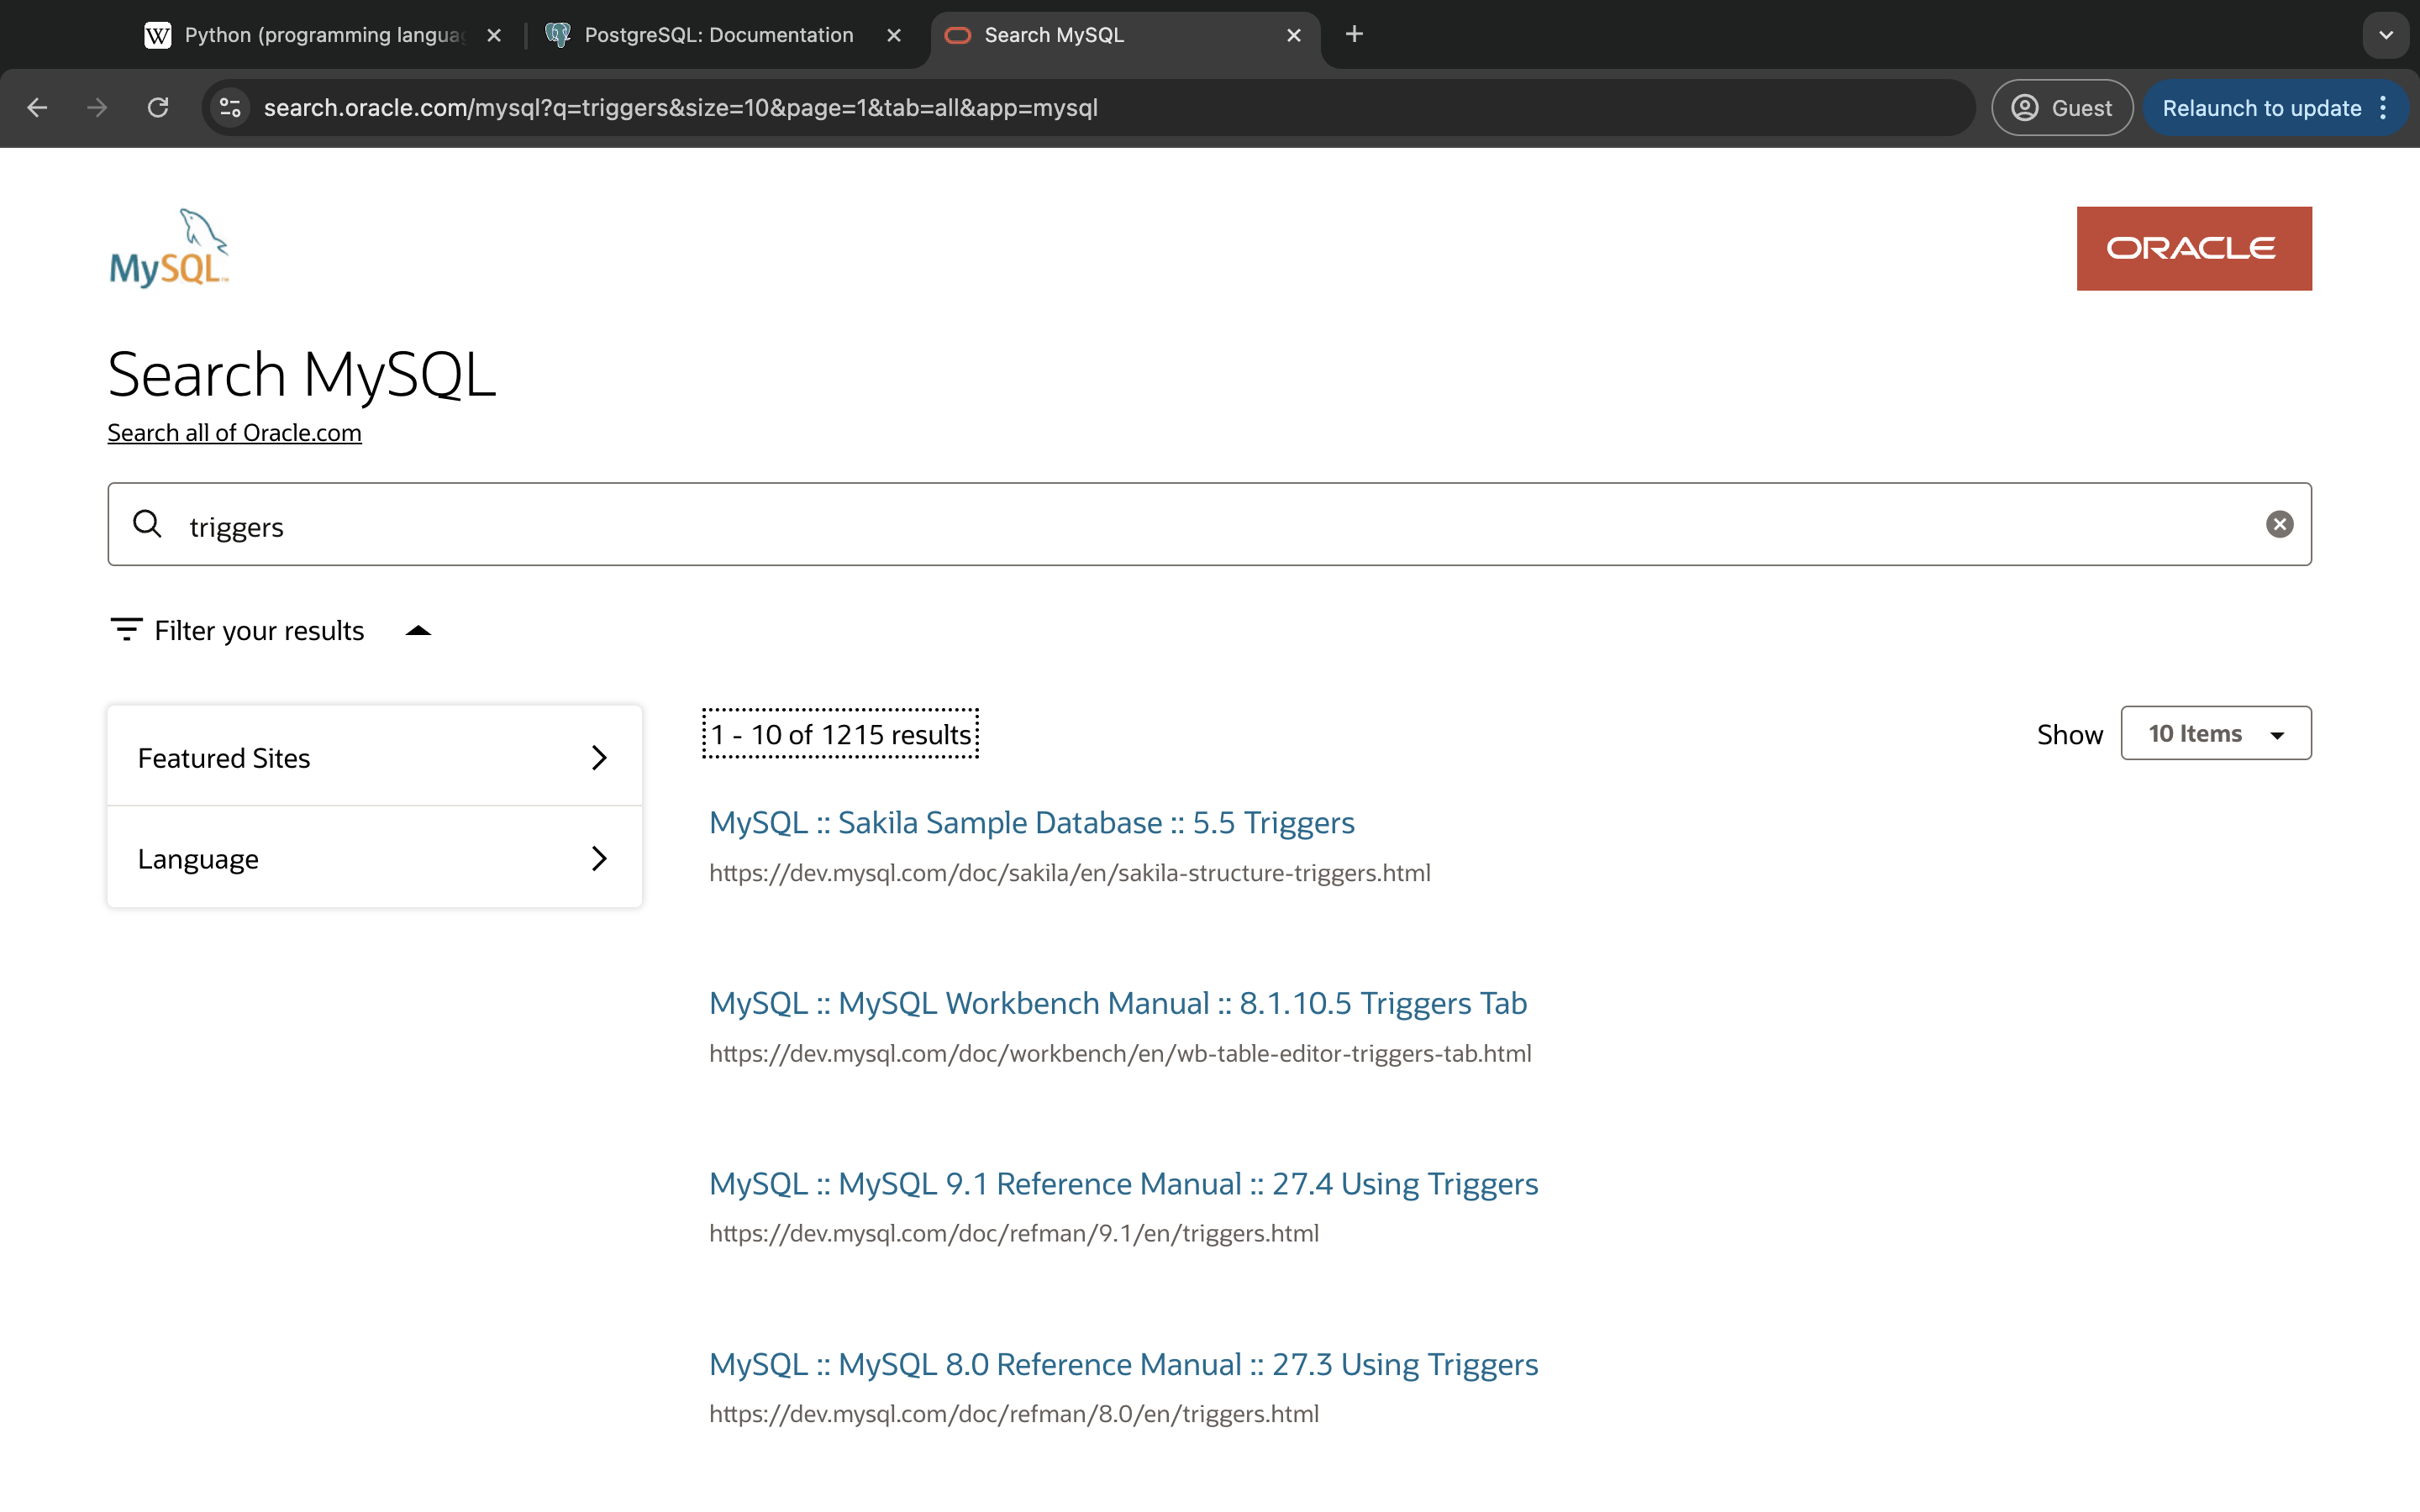 Python (programming langua
PostgreSQL: Documentation
Search MySQL
search.oracle.com/mysql?q=triggers&size=10&page=1&tab=all&app=mysql
Guest
Relaunch to update
MySQL™
ORACLE
Search MySQL
Search all of Oracle.com
triggers
Filter your results
Featured Sites
Language
1 - 10 of 1215 results
Show
10 Items
MySQL :: Sakila Sample Database :: 5.5 Triggers
https://dev.mysql.com/doc/sakila/en/sakila-structure-triggers.html
MySQL :: MySQL Workbench Manual :: 8.1.10.5 Triggers Tab
https://dev.mysql.com/doc/workbench/en/wb-table-editor-triggers-tab.html
MySQL :: MySQL 9.1 Reference Manual :: 27.4 Using Triggers
https://dev.mysql.com/doc/refman/9.1/en/triggers.html
MySQL :: MySQL 8.0 Reference Manual :: 27.3 Using Triggers
https://dev.mysql.com/doc/refman/8.0/en/triggers.html